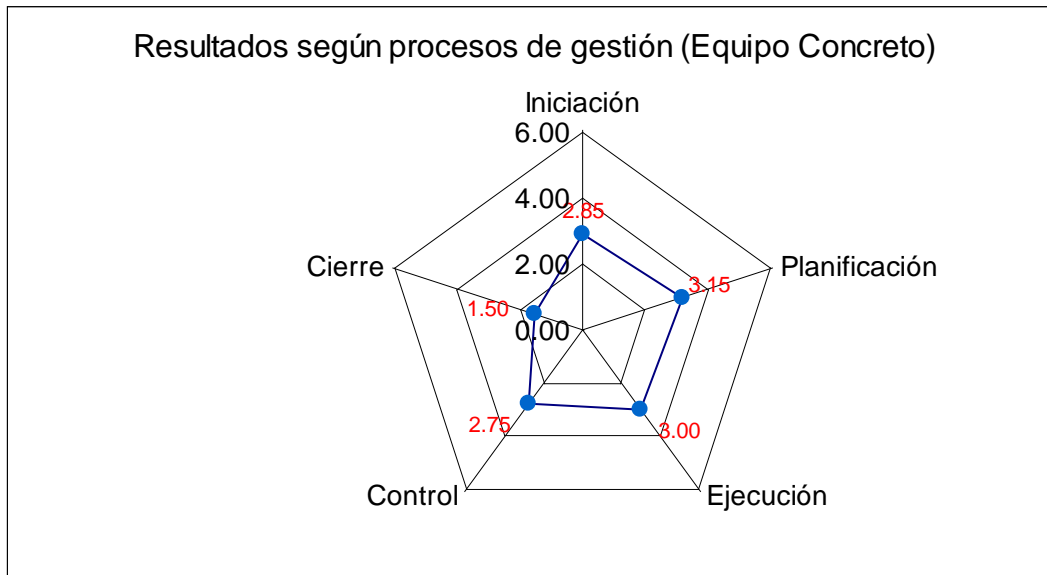 Resultados según procesos de gestión (Equipo Concreto)
Iniciación
6.00
4.00
2.85
Cierre
Planificación
2.00
3.15
1.50
0.00
2.75
3.00
Control
Ejecución